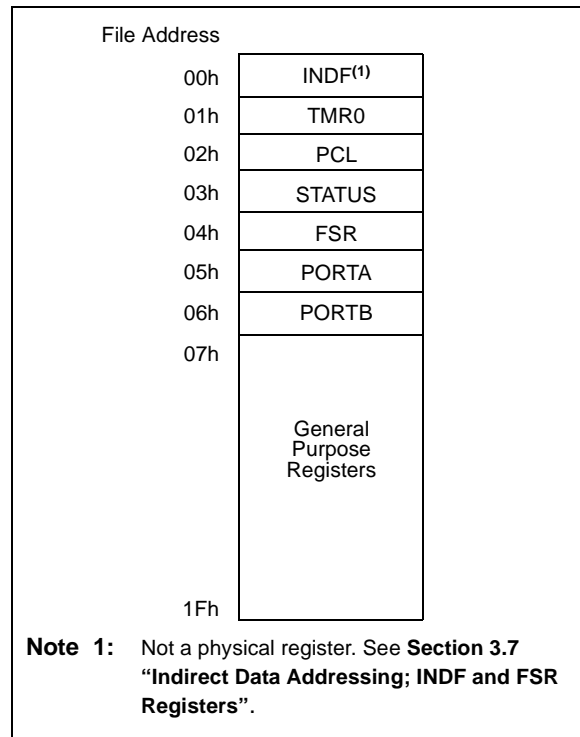 File Address
00h INDF(1)
01h TMR0
02h PCL
03h STATUS
04h FSR
05h PORTA
06h PORTB
07h
General
Purpose
Registers
1Fh
Note 1: Not a physical register. See Section 3.7
“Indirect Data Addressing; INDF and FSR
Registers”.